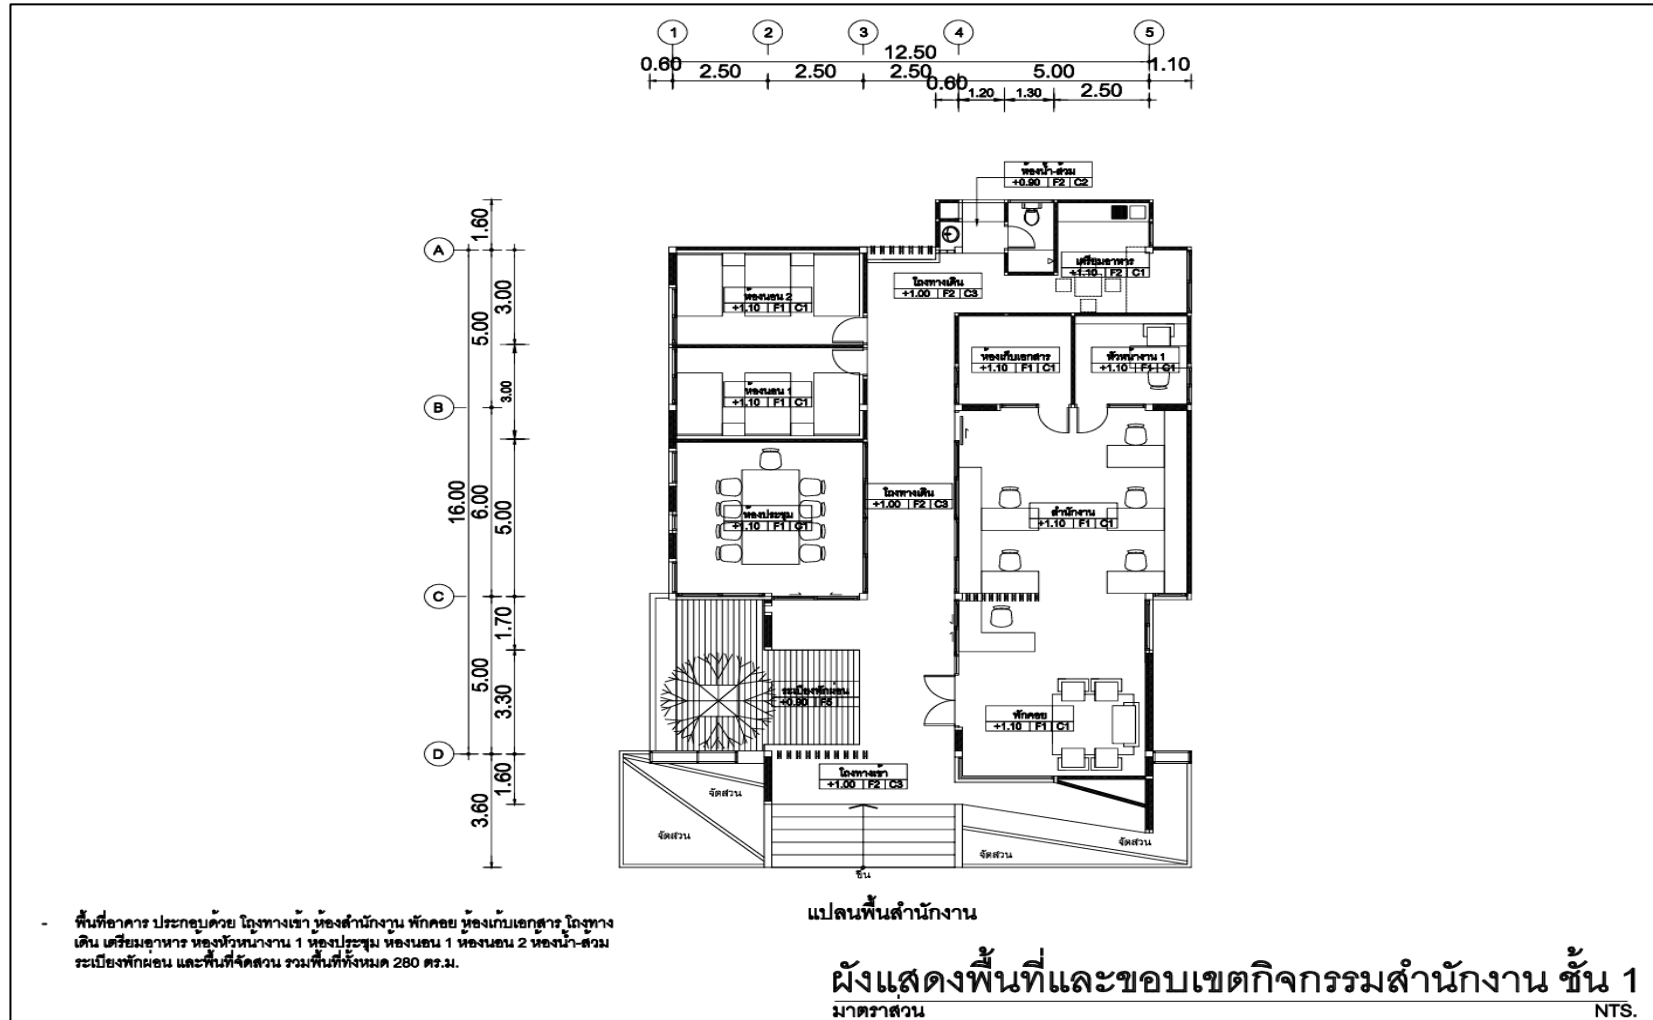 1 2 3 4 5
12.50
0.60 2.50 2.50 2.50 5.00 1.10
0.60 1.20 1.30 2.50
ห้องน้ำ-ส้วม
+0.90 F2 C2
1.60
A
เตรียมอาหาร
+1.10 F2 C1
โถงทางเดิน
+1.00 F2 C3
3.00
ห้องนอน 2
+1.10 F1 C1
5.00
ห้องเก็บเอกสาร
+1.10 F1 C1
หัวหน้างาน 1
+1.10 F1 C1
3.00
ห้องนอน 1
+1.10 F1 C1
B
16.00
6.00
5.00
โถงทางเดิน
+1.00 F2 C3
ห้องประชุม
+1.10 F1 C1
สำนักงาน
+1.10 F1 C1
C
1.70
5.00
3.30
ระเบียงพักผ่อน
+0.90 F5
พักคอย
+1.10 F1 C1
D
1.60
โถงทางเข้า
+1.00 F2 C3
3.60
จัดสวน
จัดสวน
จัดสวน
จัดสวน
ขึ้น
แปลนพื้นสำนักงาน
- พื้นที่อาคาร ประกอบด้วย โถงทางเข้า ห้องสำนักงาน พักคอย ห้องเก็บเอกสาร โถงทาง
เดิน เตรียมอาหาร ห้องหัวหน้างาน 1 ห้องประชุม ห้องนอน 1 ห้องนอน 2 ห้องน้ำ-ส้วม
ระเบียงพักผ่อน และพื้นที่จัดสวน รวมพื้นที่ทั้งหมด 280 ตร.ม.
ผังแสดงพื้นที่และขอบเขตกิจกรรมสำนักงาน ชั้น 1
มาตราส่วน NTS.